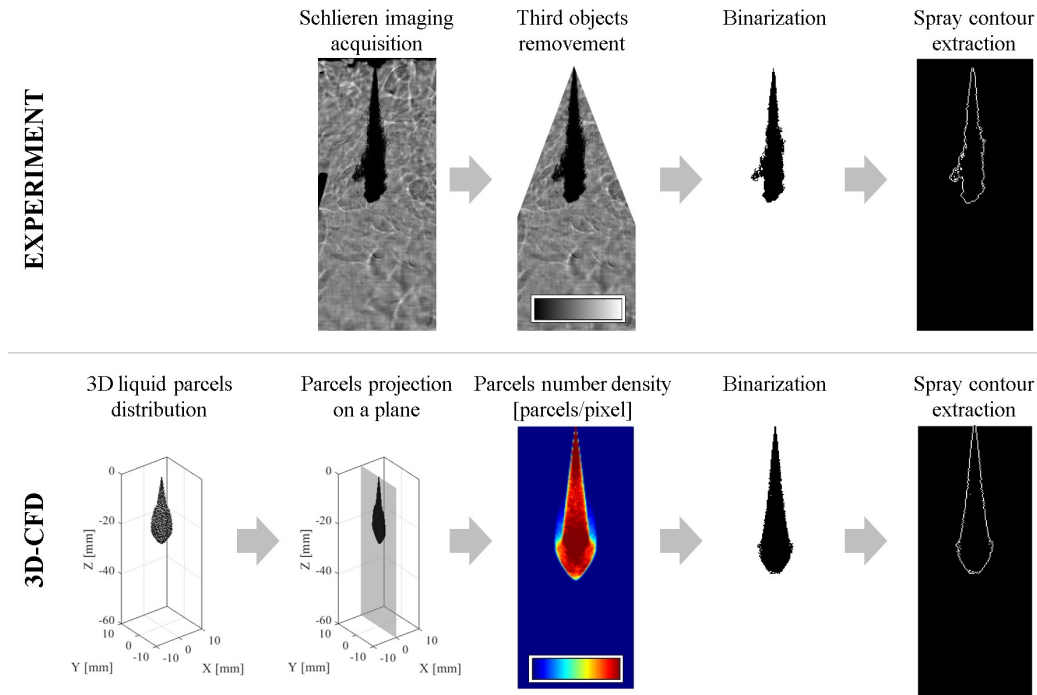 EXPERIMENT
Schlieren imaging
acquisition
Third objects
removement
Binarization
Spray contour
extraction
3D-CFD
3D liquid parcels
distribution
0
-20
-40
-60
Z [mm]
10
0
-10
Y [mm]
-10
0
10
X [mm]
Parcels projection
on a plane
0
-20
-40
-60
Z [mm]
10
0
-10
Y [mm]
-10
0
10
X [mm]
Parcels number density
[parcels/pixel]
Binarization
Spray contour
extraction